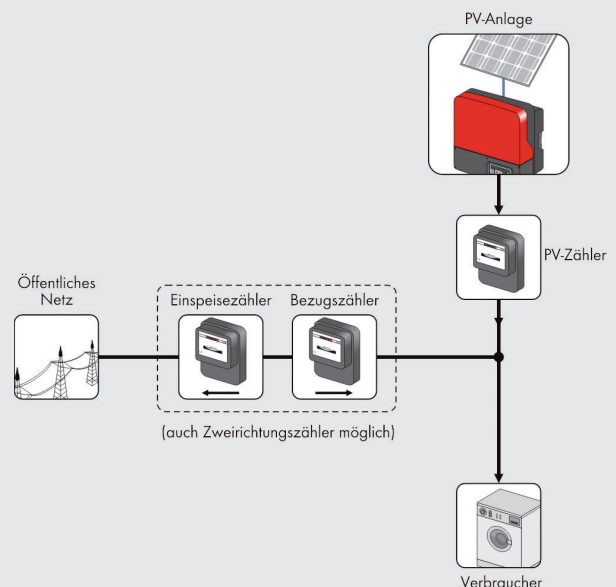 PV-Anlage
PV-Zähler
Öffentliches
Netz
Einspeisezähler
Bezugszähler
(auch Zweirichtungszähler möglich)
Verbraucher